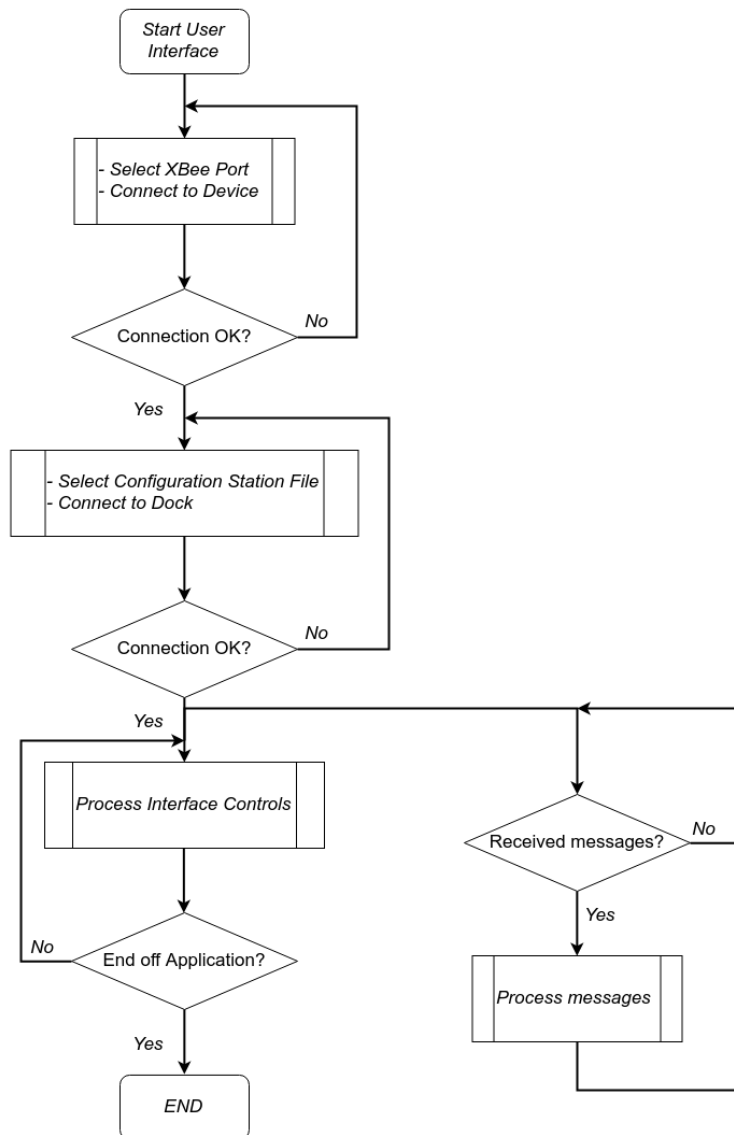 Start User
Interface
- Select XBee Port
- Connect to Device
Connection OK?
No
Yes
- Select Configuration Station File
- Connect to Dock
Connection OK?
No
Yes
Process Interface Controls
Received messages?
No
Yes
End off Application?
No
Process messages
Yes
END